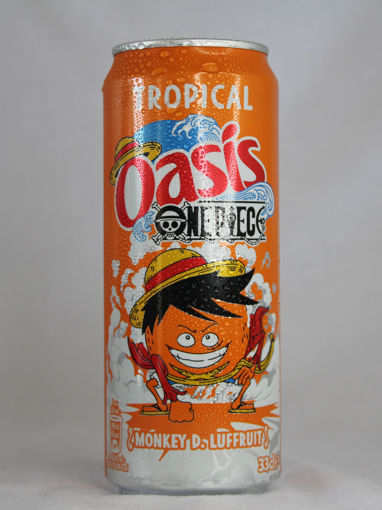 TROPICAL
Oasis
ONE PIECE
MONKEY D. LUFFRUIT
33 cl